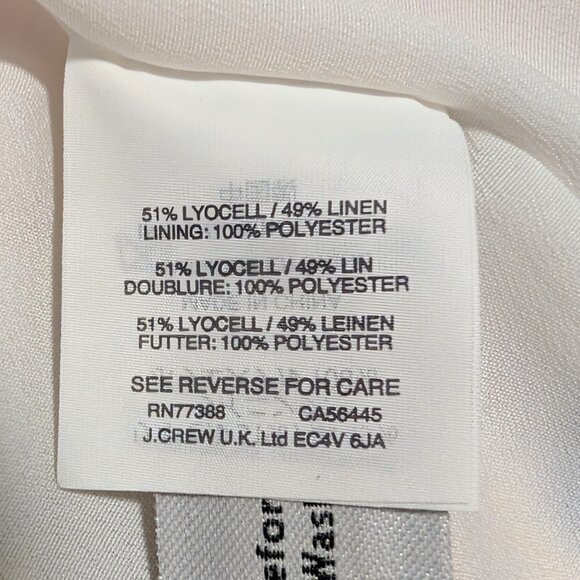 51% LYOCELL / 49% LINEN
LINING: 100% POLYESTER
51% LYOCELL / 49% LIN
DOUBLURE: 100% POLYESTER
51% LYOCELL / 49% LEINEN
FUTTER: 100% POLYESTER
SEE REVERSE FOR CARE
RN77388 CA56445
J.CREW U.K. Ltd EC4V 6JA